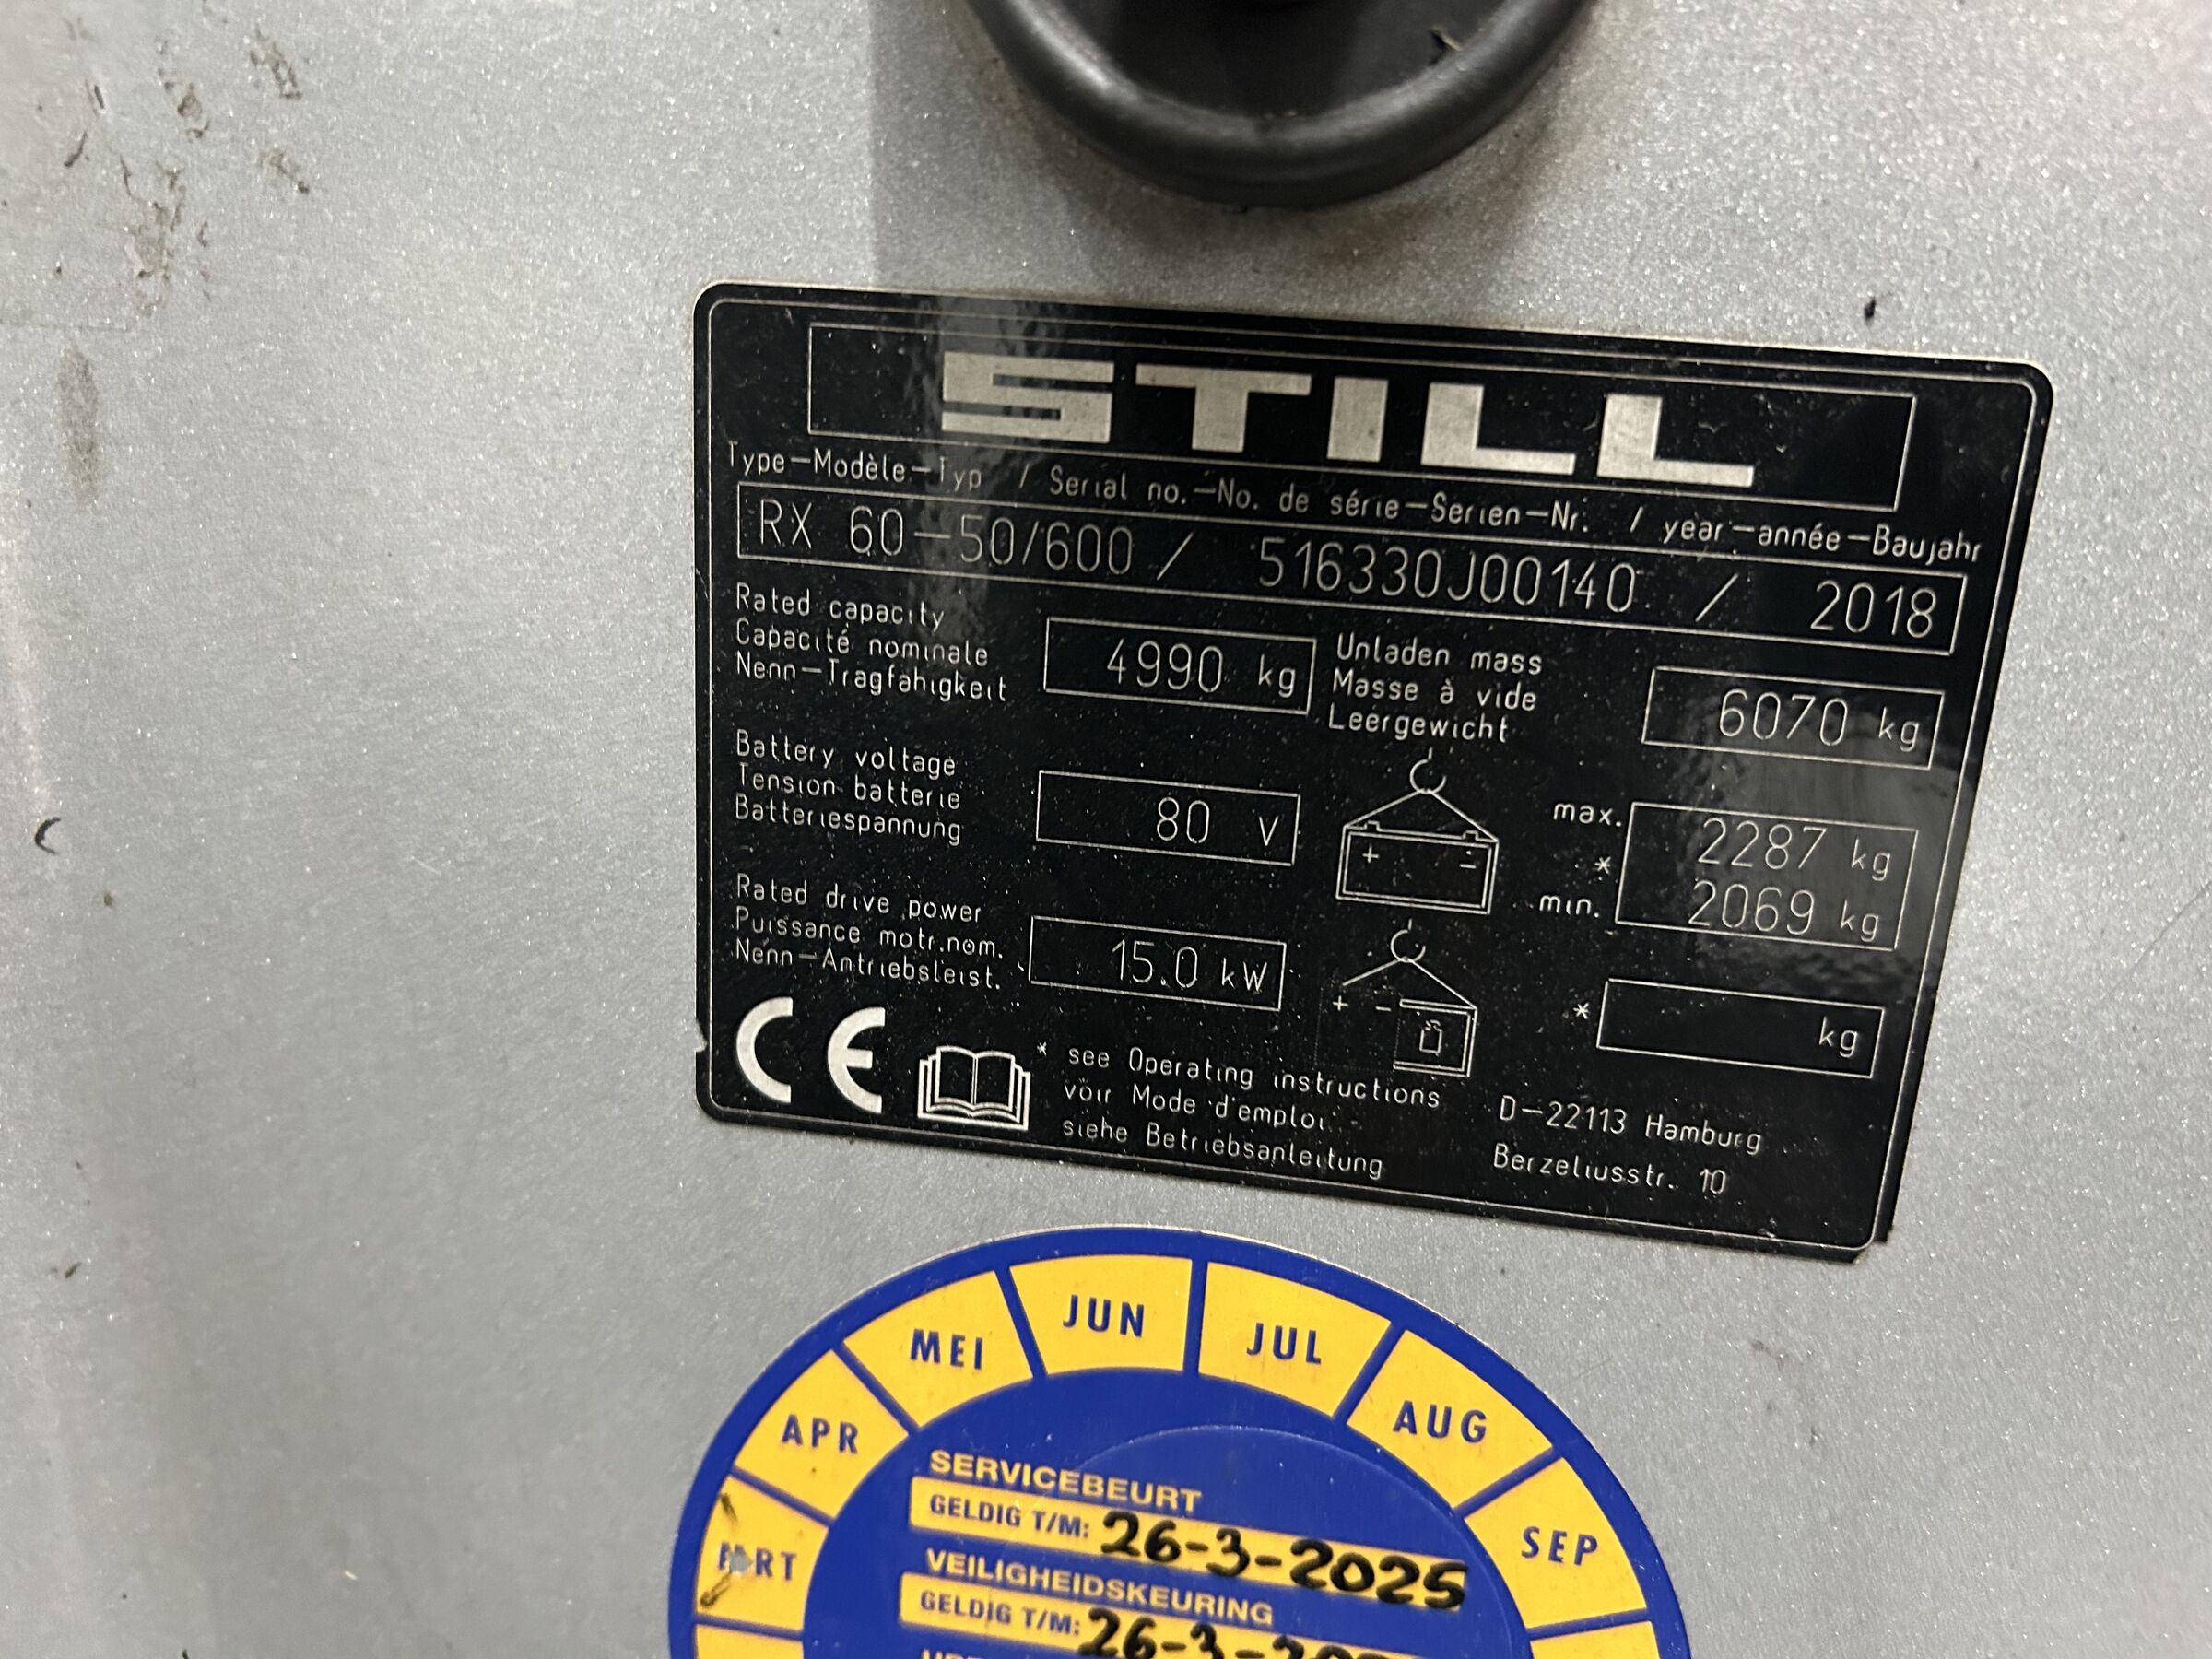 STILL
Type-Modèle-Typ / Serial no.-No. de série-Serien-Nr. / year-année-Baujahr
RX 60-50/600 / 516330J00140 / 2018
Rated capacity
Capacité nominale
Nenn-Tragfähigkeit
4990 kg
Unladen mass
Masse à vide
Leergewicht
6070 kg
Battery voltage
Tension batterie
Batteriespannung
80 V
+ -
max. 2287 kg
*
min. 2069 kg
Rated drive power
Puissance motr.nom.
Nenn-Antriebsleist.
15.0 kW
+ -
* kg
CE
* see Operating instructions
voir Mode d'emploi
siehe Betriebsanleitung
D-22113 Hamburg
Berzeliusstr. 10
MRT
APR
MEI
JUN
JUL
AUG
SEP
SERVICEBEURT
GELDIG T/M: 26-3-2025
VEILIGHEIDSKEURING
GELDIG T/M: 26-3-